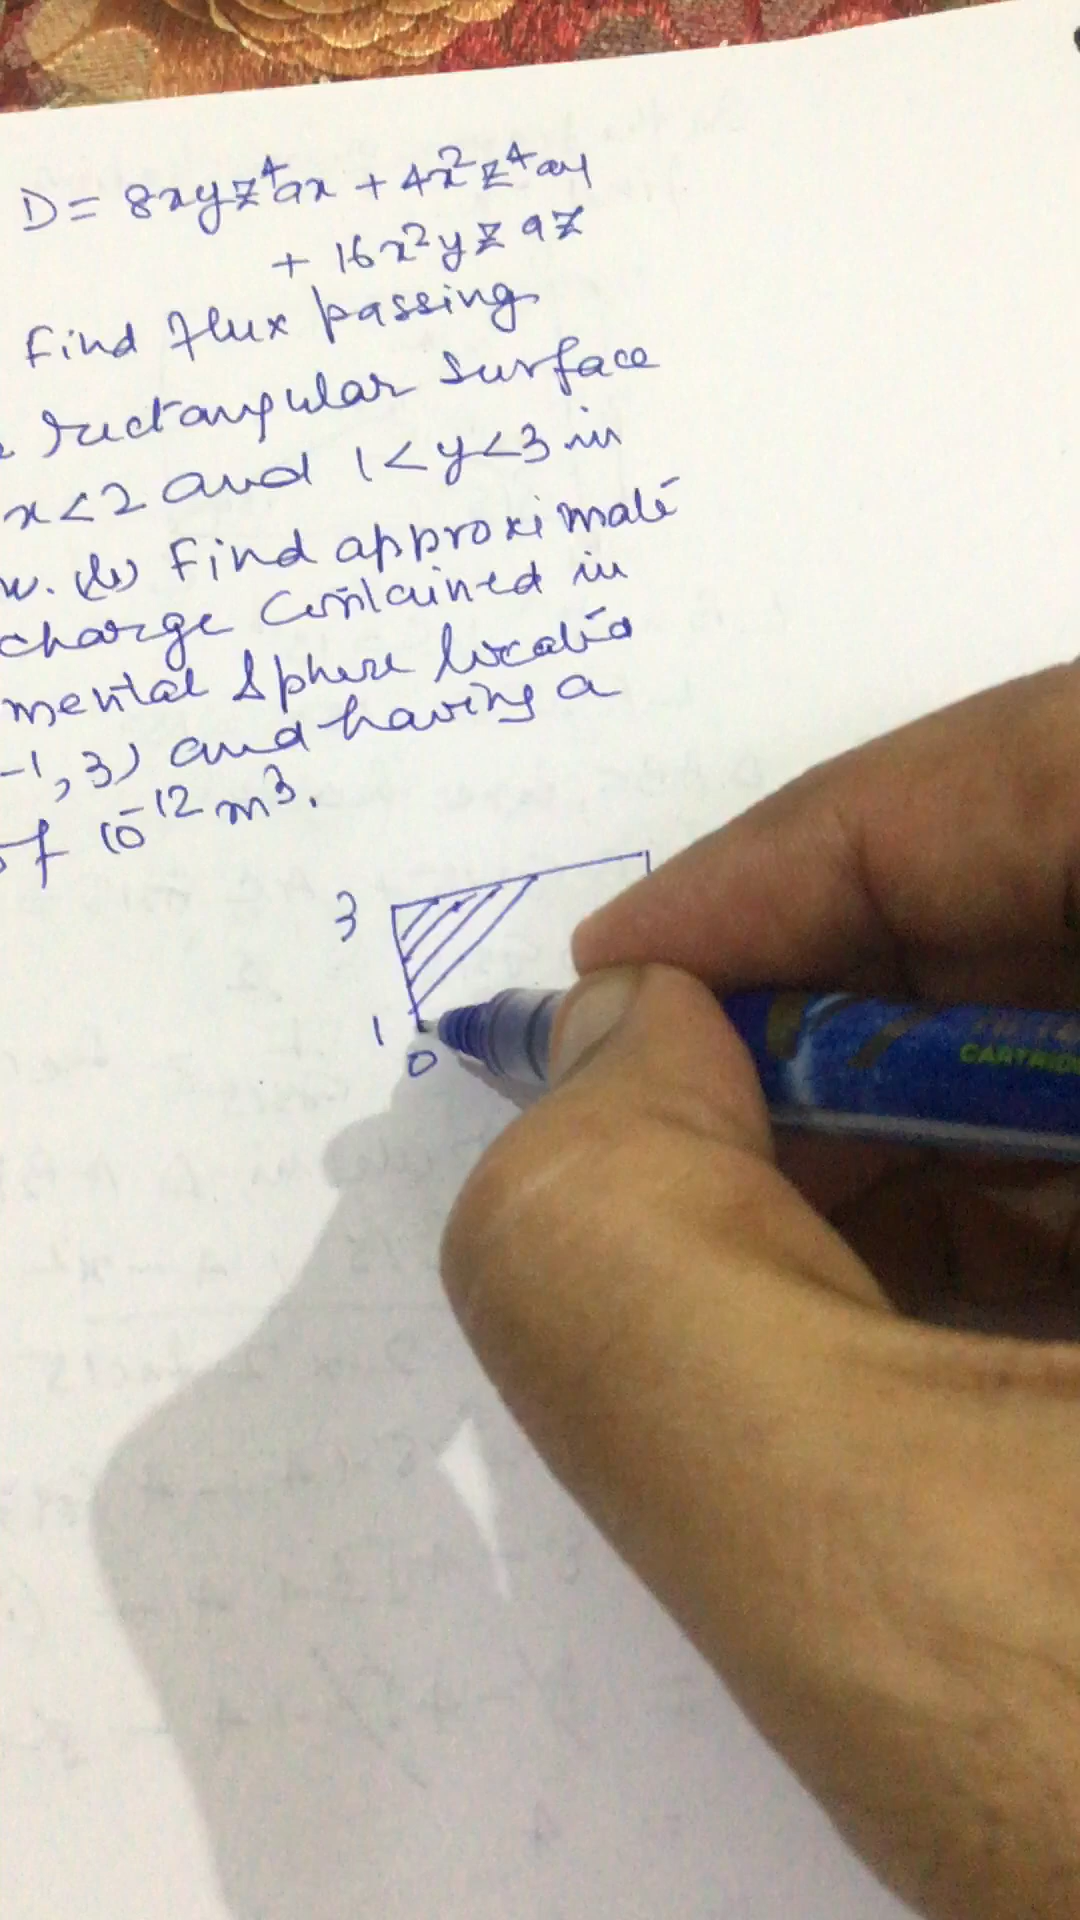 D = 8xyz⁴ax + 4x²z⁴ay
+ 16x²yz az
Find flux passing
rectangular surface
x<2 and 1<y<3 in
w. (b) Find approximate
charge contained in
mental sphere located
-1, 3) and having a
of 10⁻¹² m³.
3
1
0
CARTRID